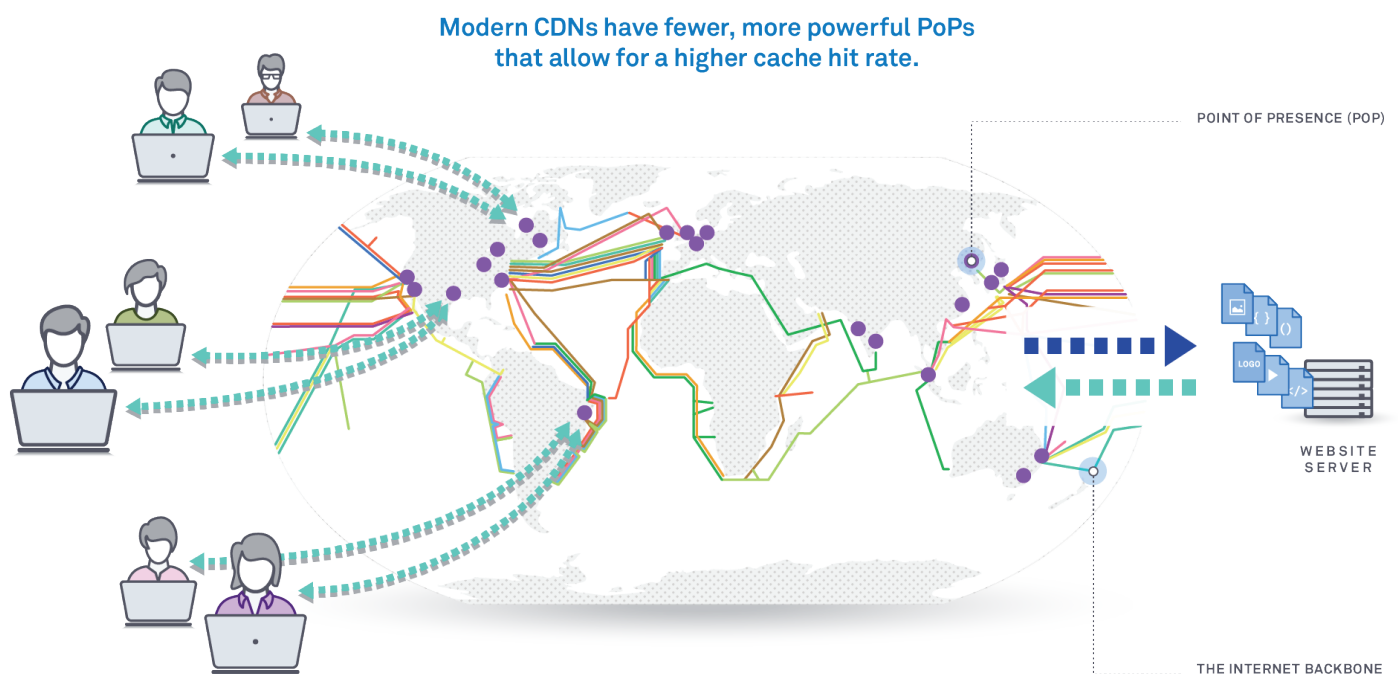 Modern CDNs have fewer, more powerful PoPs
that allow for a higher cache hit rate.
POINT OF PRESENCE (POP)
{ }
()
LOGO
</>
WEBSITE
SERVER
THE INTERNET BACKBONE